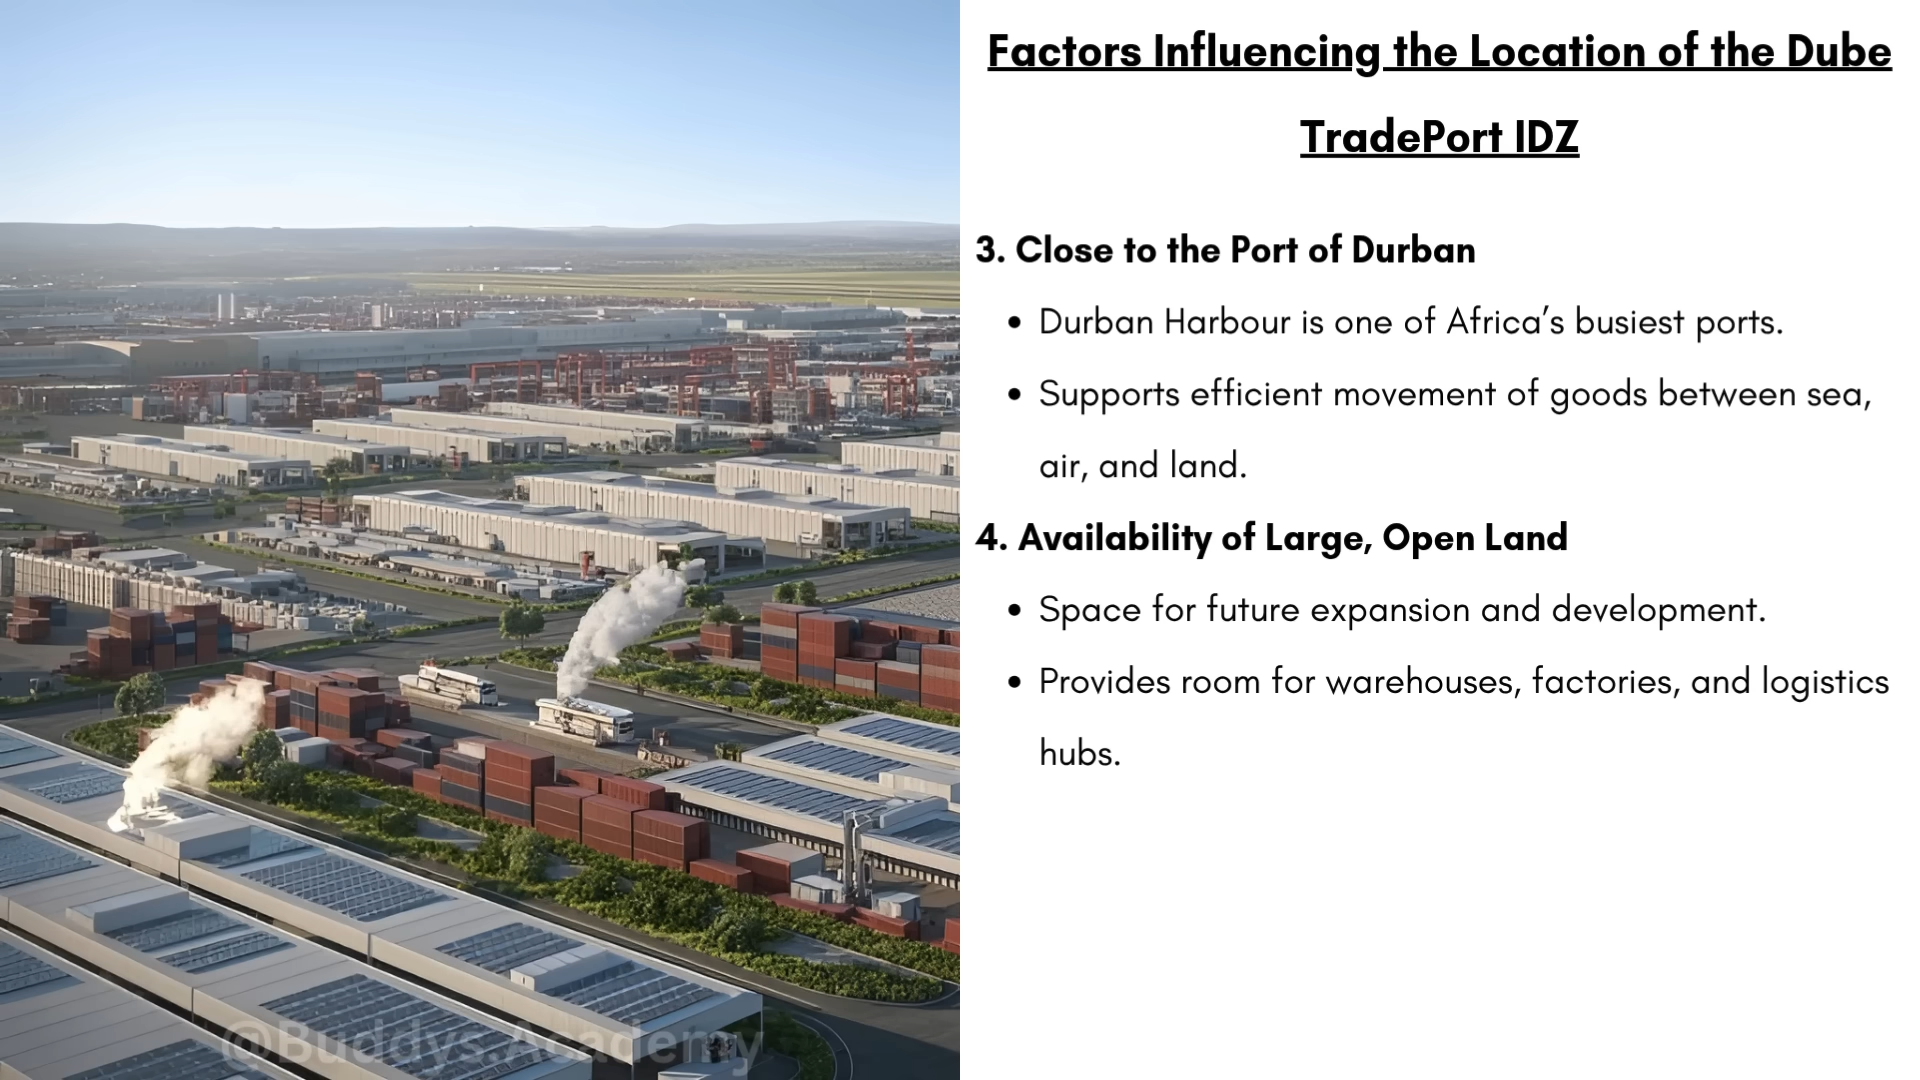 Factors Influencing the Location of the Dube
TradePort IDZ
3. Close to the Port of Durban
• Durban Harbour is one of Africa’s busiest ports.
• Supports efficient movement of goods between sea,
air, and land.
4. Availability of Large, Open Land
• Space for future expansion and development.
• Provides room for warehouses, factories, and logistics
hubs.
@Buddys.Academy